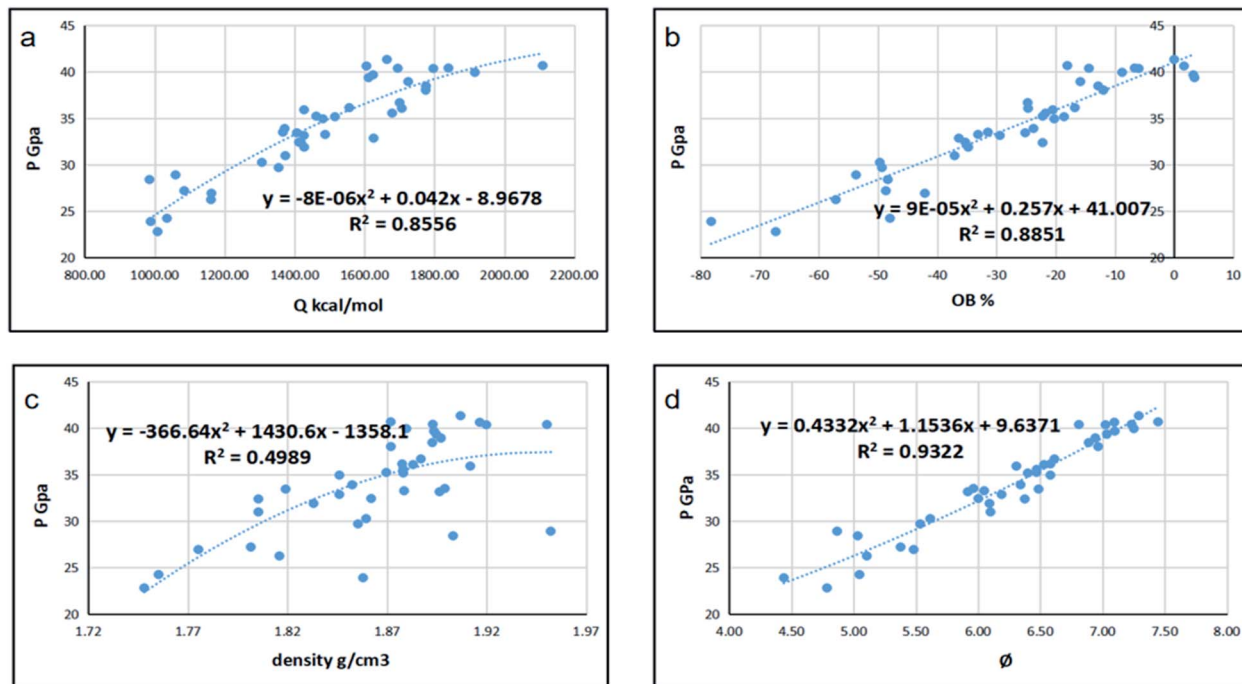 a
45
40
35
30
25
20
P Gpa
y = -8E-06x² + 0.042x - 8.9678
R² = 0.8556
800.00 1000.00 1200.00 1400.00 1600.00 1800.00 2000.00 2200.00
Q kcal/mol
b
45
40
35
30
25
20
P Gpa
y = 9E-05x² + 0.257x + 41.007
R² = 0.8851
-80 -70 -60 -50 -40 -30 -20 -10 0 10
OB %
c
45
40
35
30
25
20
P Gpa
y = -366.64x² + 1430.6x - 1358.1
R² = 0.4989
1.72 1.77 1.82 1.87 1.92 1.97
density g/cm3
d
45
40
35
30
25
20
P GPa
y = 0.4332x² + 1.1536x + 9.6371
R² = 0.9322
4.00 4.50 5.00 5.50 6.00 6.50 7.00 7.50 8.00
Ø